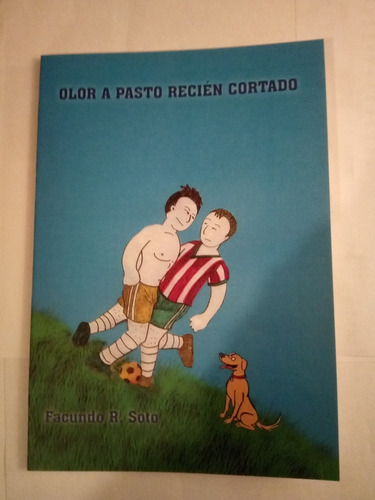 OLOR A PASTO RECIÉN CORTADO
Facundo R. Soto